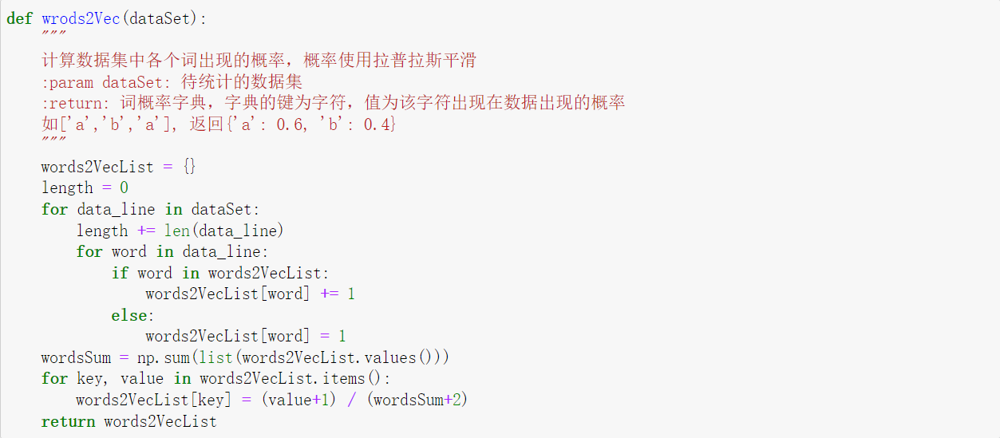 def wrods2Vec(dataSet):
    """
    计算数据集中各个词出现的概率，概率使用拉普拉斯平滑
    :param dataSet: 待统计的数据集
    :return: 词概率字典，字典的键为字符，值为该字符出现在数据出现的概率
    如['a','b','a'], 返回{'a': 0.6, 'b': 0.4}
    """
    words2VecList = {}
    length = 0
    for data_line in dataSet:
        length += len(data_line)
        for word in data_line:
            if word in words2VecList:
                words2VecList[word] += 1
            else:
                words2VecList[word] = 1
    wordsSum = np.sum(list(words2VecList.values()))
    for key, value in words2VecList.items():
        words2VecList[key] = (value+1) / (wordsSum+2)
    return words2VecList